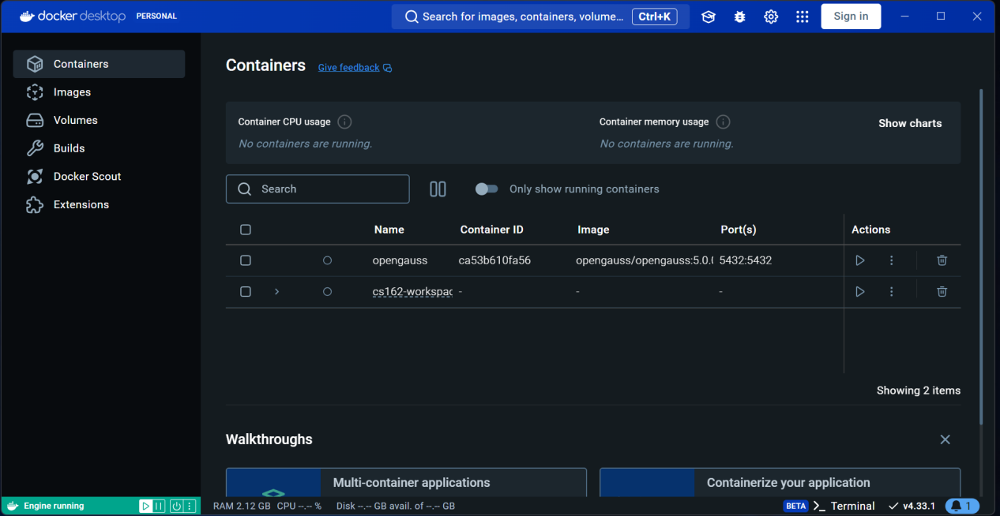 docker desktop PERSONAL
Search for images, containers, volume... Ctrl+K
Sign in
Containers
Images
Volumes
Builds
Docker Scout
Extensions
Containers Give feedback
Container CPU usage
No containers are running.
Container memory usage
No containers are running.
Show charts
Search
Only show running containers
Name Container ID Image Port(s) Actions
opengauss ca53b610fa56 opengauss/opengauss:5.0.0 5432:5432
cs162-workspac - - -
Showing 2 items
Walkthroughs
Multi-container applications
Containerize your application
Engine running
RAM 2.12 GB CPU --.-- % Disk --.-- GB avail. of --.-- GB
BETA >_ Terminal
v4.33.1
1